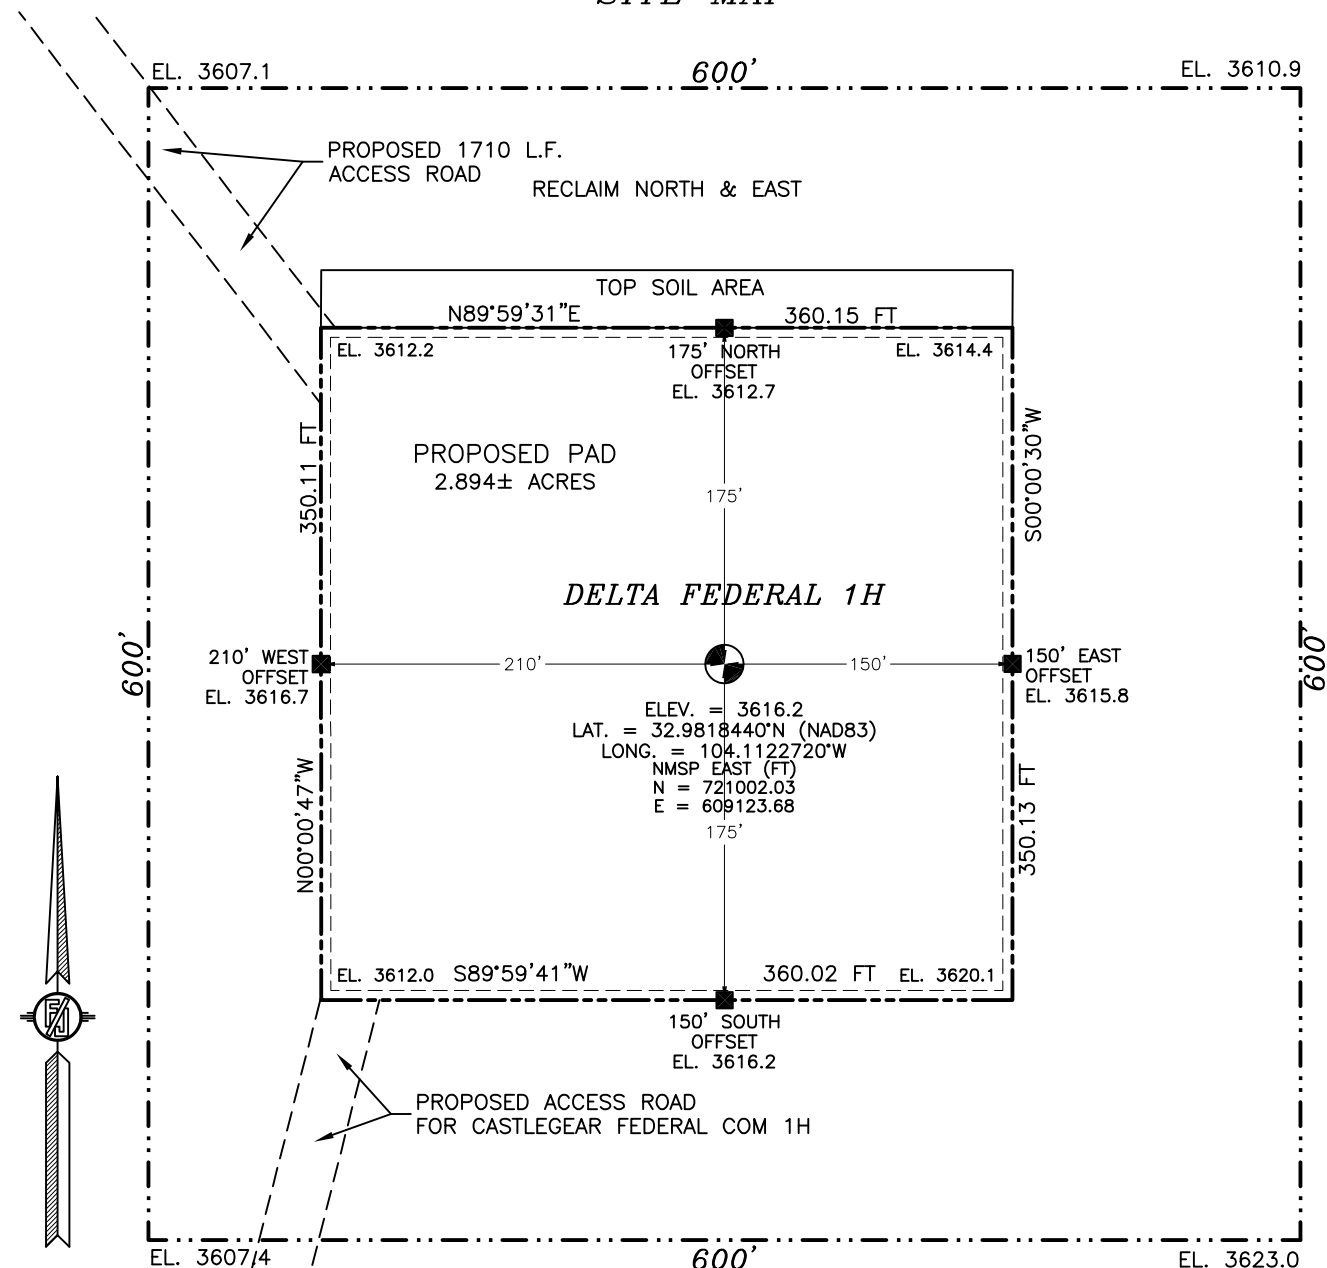 SITE MAP
EL. 3607.1
600'
EL. 3610.9
PROPOSED 1710 L.F.
ACCESS ROAD
RECLAIM NORTH & EAST
TOP SOIL AREA
N89°59'31"E
360.15 FT
EL. 3612.2
175' NORTH
OFFSET
EL. 3612.7
EL. 3614.4
350.11 FT
S00°00'30"W
PROPOSED PAD
2.894± ACRES
175'
DELTA FEDERAL 1H
600'
210' WEST
OFFSET
EL. 3616.7
210'
150'
150' EAST
OFFSET
EL. 3615.8
600'
ELEV. = 3616.2
LAT. = 32.9818440°N (NAD83)
LONG. = 104.1122720°W
NMSP EAST (FT)
N = 721002.03
E = 609123.68
175'
N00°00'47"W
350.13 FT
EL. 3612.0
S89°59'41"W
360.02 FT
EL. 3620.1
150' SOUTH
OFFSET
EL. 3616.2
PROPOSED ACCESS ROAD
FOR CASTLEGEAR FEDERAL COM 1H
EL. 3607.4
600'
EL. 3623.0